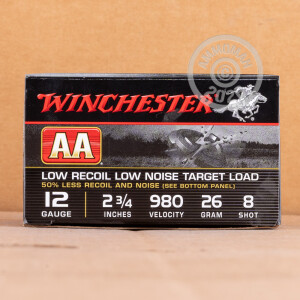 WINCHESTER
AA
LOW RECOIL LOW NOISE TARGET LOAD
50% LESS RECOIL AND NOISE (SEE BOTTOM PANEL)
12 2 3/4 980 26 8
GAUGE INCHES VELOCITY GRAM SHOT